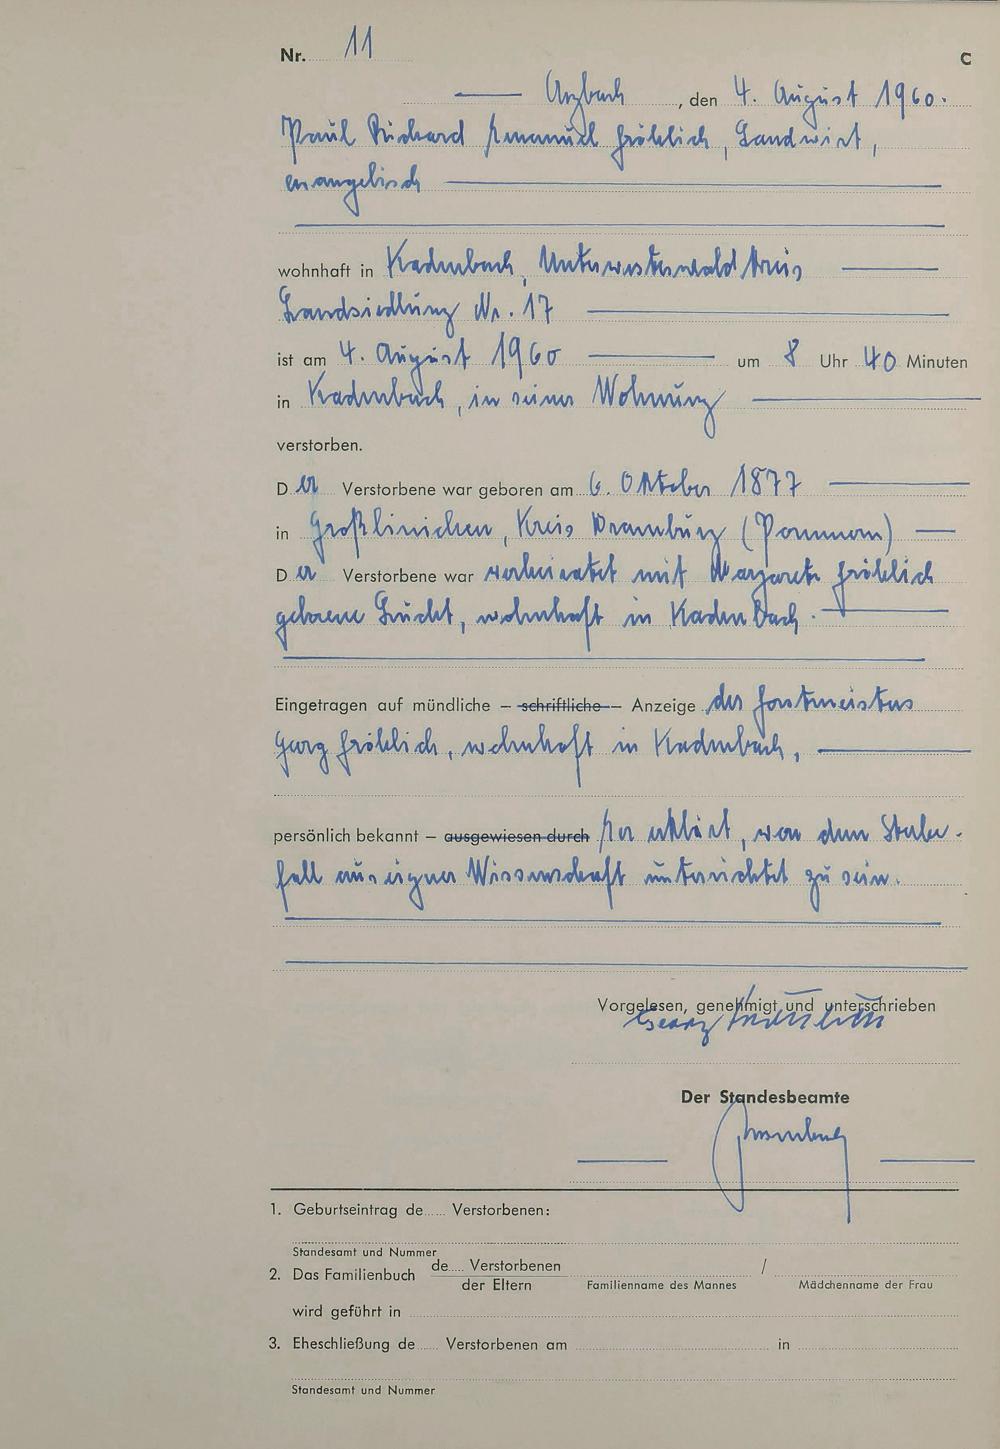 Nr. 11
C
Arzbach, den 4. August 1960.
Paul Richard Emanuel Fröhlich, Landwirt,
evangelisch
wohnhaft in Kadenbach, Unterwesterwaldkreis
Landsiedlung Nr. 17
ist am 4. August 1960 um 8 Uhr 40 Minuten
in Kadenbach, in seiner Wohnung
verstorben.
Der Verstorbene war geboren am 6. Oktober 1877
in Großlinichen, Kreis Dramburg (Pommern)
Der Verstorbene war verheiratet mit Margarete Fröhlich
geborene Lücht, wohnhaft in Kadenbach.
Eingetragen auf mündliche – schriftliche – Anzeige des Forstmeisters
Georg Fröhlich, wohnhaft in Kadenbach,
persönlich bekannt – ausgewiesen durch Er erklärt, von dem Sterbe-
fall aus eigener Wissenschaft unterrichtet zu sein.
Vorgelesen, genehmigt und unterschrieben
Georg Fröhlich
Der Standesbeamte
1. Geburtseintrag de..... Verstorbenen:
Standesamt und Nummer
2. Das Familienbuch de..... Verstorbenen /
der Eltern Familienname des Mannes Mädchenname der Frau
wird geführt in
3. Eheschließung de..... Verstorbenen am in
Standesamt und Nummer